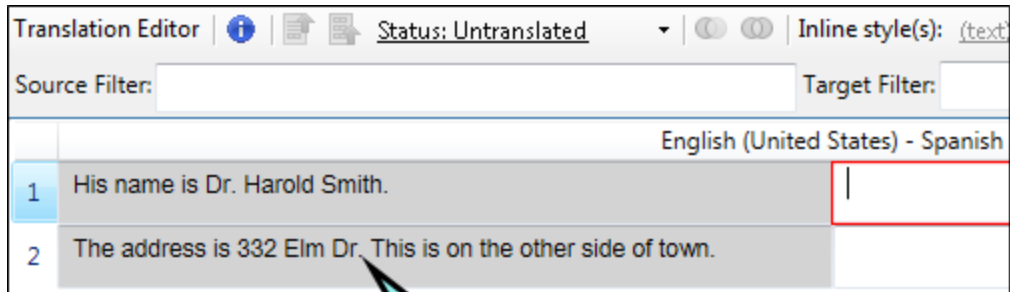 Translation Editor Status: Untranslated Inline style(s): (text)
Source Filter: Target Filter:
English (United States) - Spanish
1 His name is Dr. Harold Smith.
2 The address is 332 Elm Dr. This is on the other side of town.